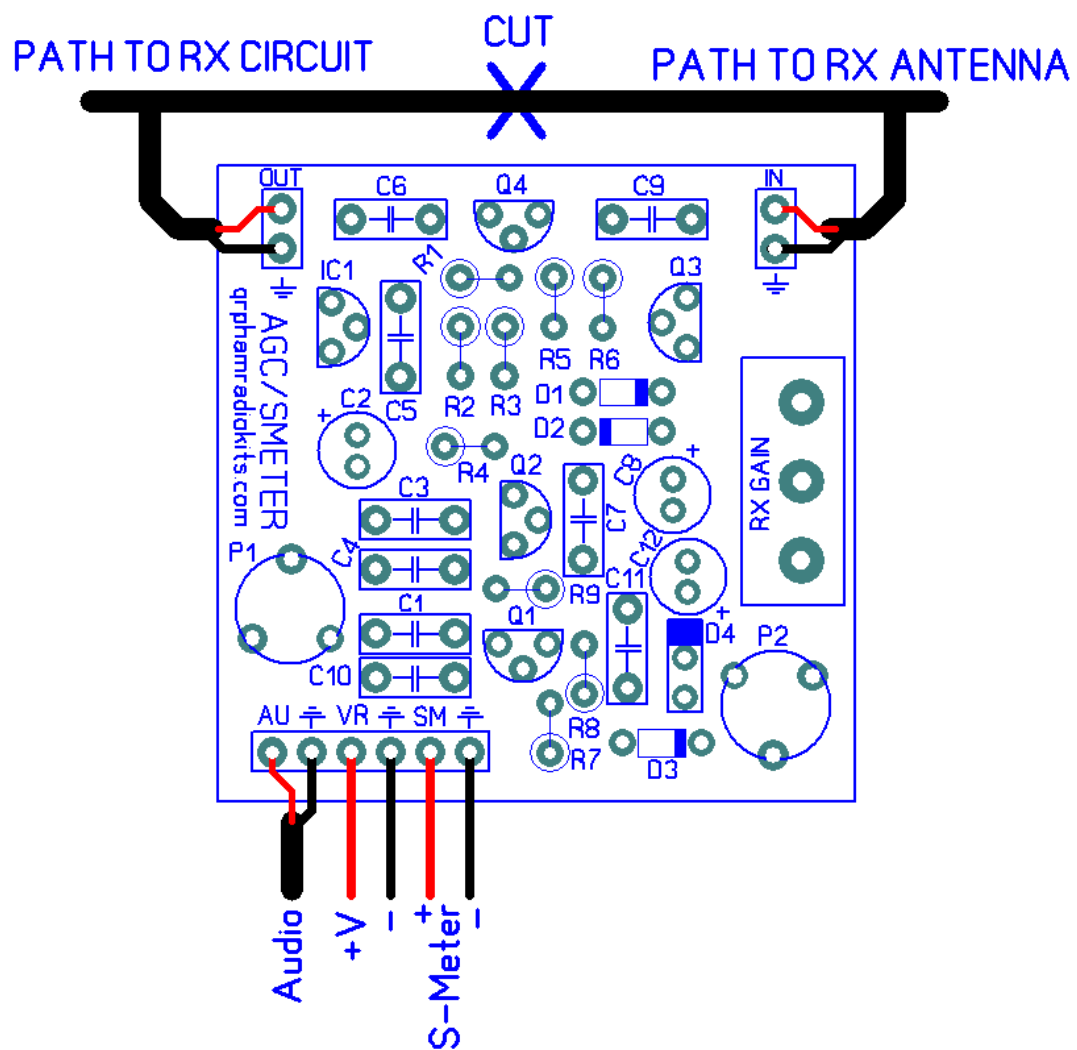 CUT
PATH TO RX CIRCUIT
PATH TO RX ANTENNA
OUT
C6
Q4
C9
IN
R1
IC1
Q3
R5
R6
AGC/SMETER
qrphamradiokits.com
C2
+
C5
R2
R3
D1
D2
R4
Q2
C8
+
RX GAIN
C3
C7
P1
C4
C12
+
C11
R9
C1
Q1
D4
P2
C10
R8
R7
D3
AU
VR
SM
Audio
+V
-
+
S-Meter
-